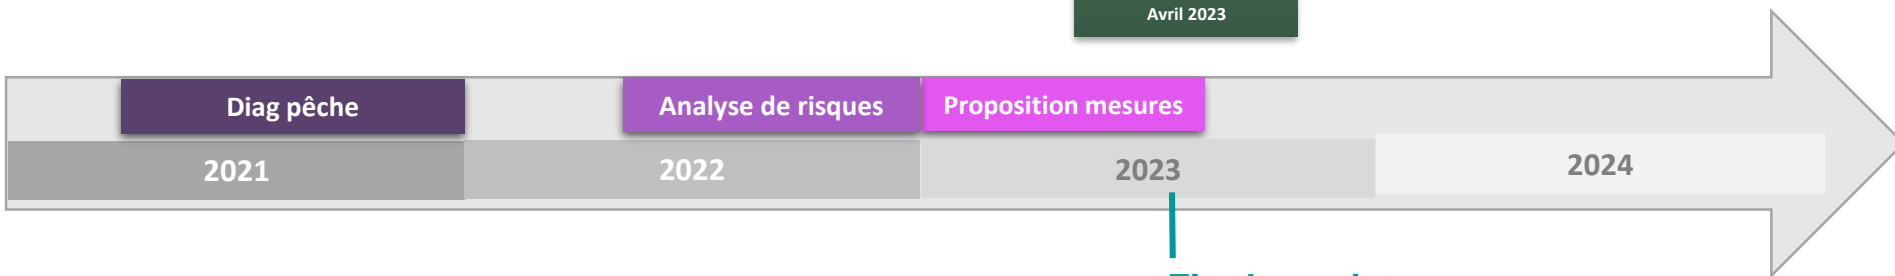 Avril 2023
Diag pêche
Analyse de risques
Proposition mesures
2021
2022
2023
2024